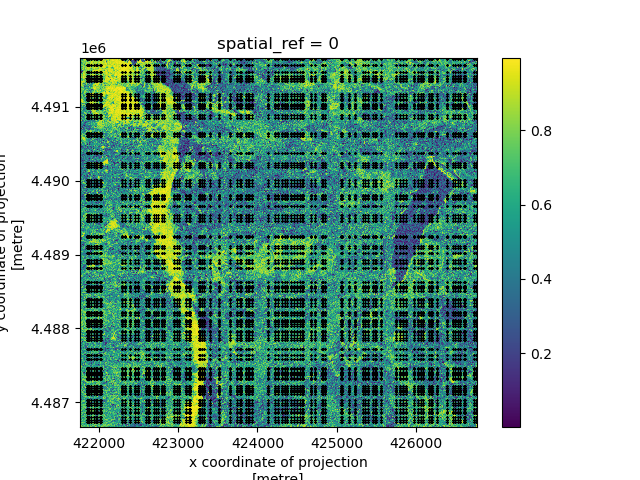 spatial_ref = 0
1e6
4.491
4.490
4.489
4.488
4.487
y coordinate of projection
[metre]
422000 423000 424000 425000 426000
x coordinate of projection
[metre]
0.8
0.6
0.4
0.2